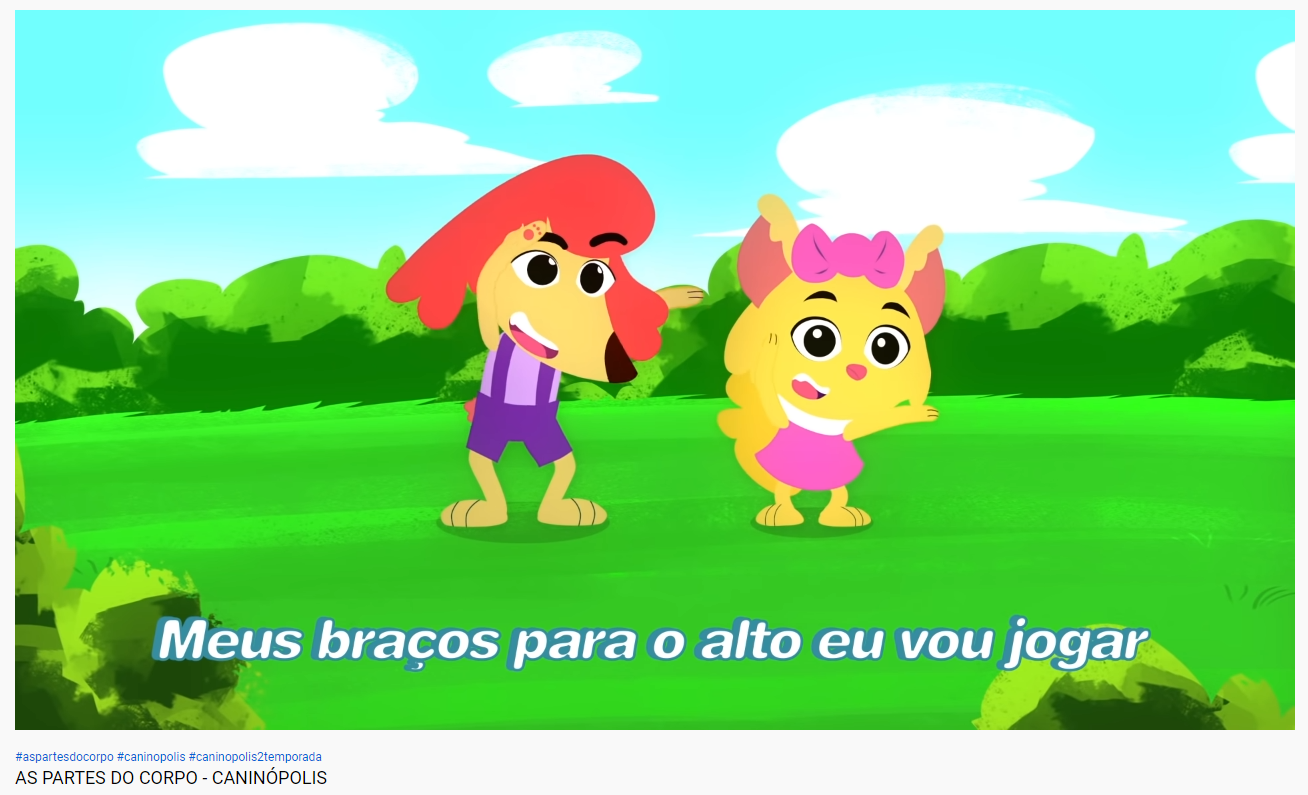 Meus braços para o alto eu vou jogar
#aspartesdocorpo #caninopolis #caninopolis2temporada
AS PARTES DO CORPO - CANINÓPOLIS